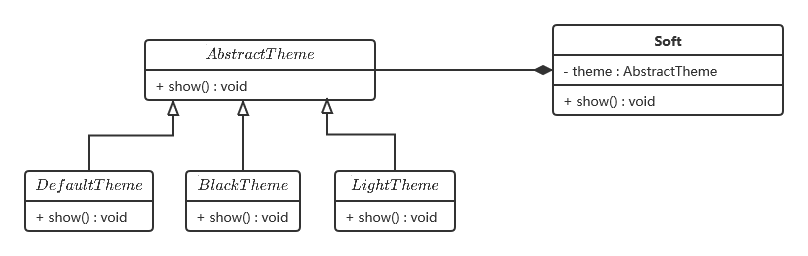 AbstractTheme
+ show() : void
Soft
- theme : AbstractTheme
+ show() : void
DefaultTheme
+ show() : void
BlackTheme
+ show() : void
LightTheme
+ show() : void